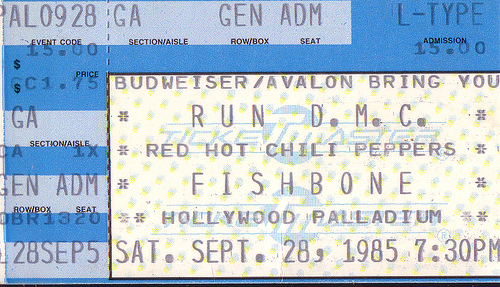 PAL0928 GA GEN ADM L-TYPE
EVENT CODE SECTION/AISLE ROW/BOX SEAT ADMISSION
$ 15.00 15.00
PRICE
$ CC1.75 BUDWEISER/AVALON BRING YOU
GA * RUN D.M.C. *
TICKETMASTER
SECTION/AISLE
CA 1X * RED HOT CHILI PEPPERS *
GEN ADM * FISHBONE *
ROW/BOX SEAT
OBR1320 ** HOLLYWOOD PALLADIUM **
L28SEP5 SAT. SEPT. 28, 1985 7:30PM